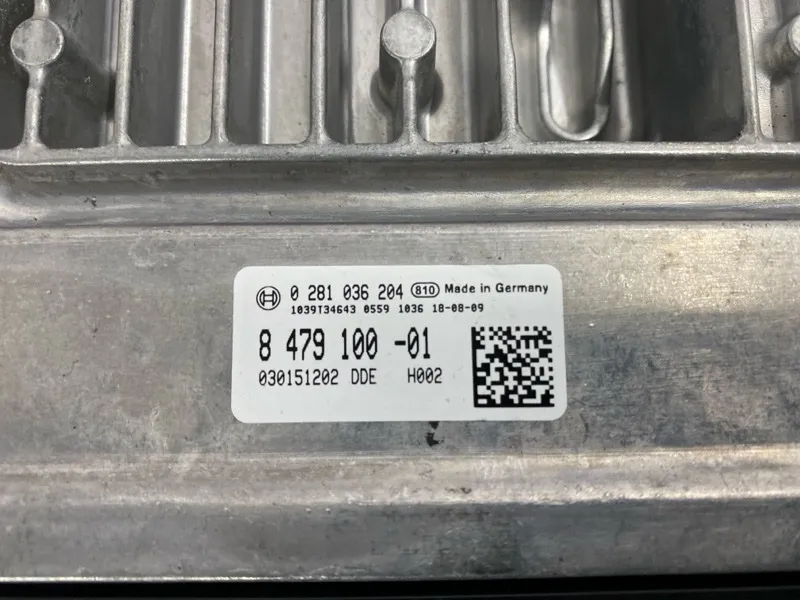 0 281 036 204 810 Made in Germany
1039T34643 0559 1036 18-08-09
8 479 100 -01
030151202 DDE H002